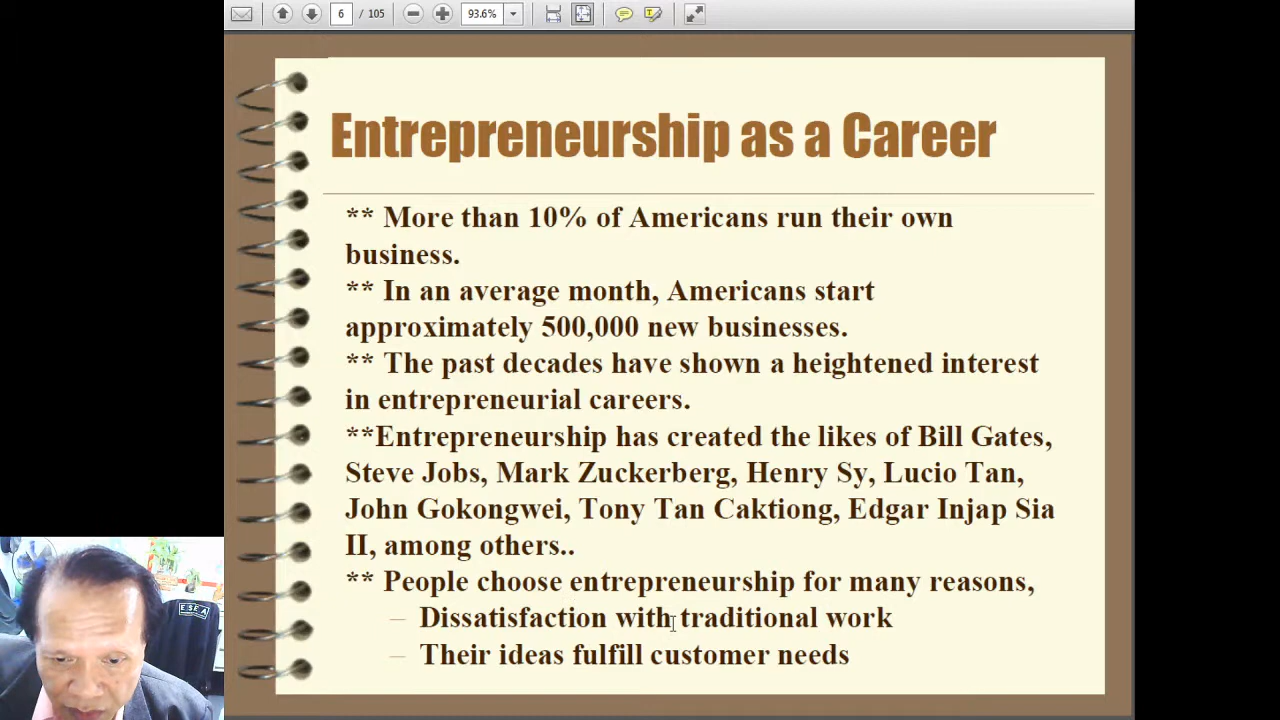 6 / 105 93.6%
Entrepreneurship as a Career
** More than 10% of Americans run their own
business.
** In an average month, Americans start
approximately 500,000 new businesses.
** The past decades have shown a heightened interest
in entrepreneurial careers.
**Entrepreneurship has created the likes of Bill Gates,
Steve Jobs, Mark Zuckerberg, Henry Sy, Lucio Tan,
John Gokongwei, Tony Tan Caktiong, Edgar Injap Sia
II, among others..
** People choose entrepreneurship for many reasons,
– Dissatisfaction with traditional work
– Their ideas fulfill customer needs
ESEA